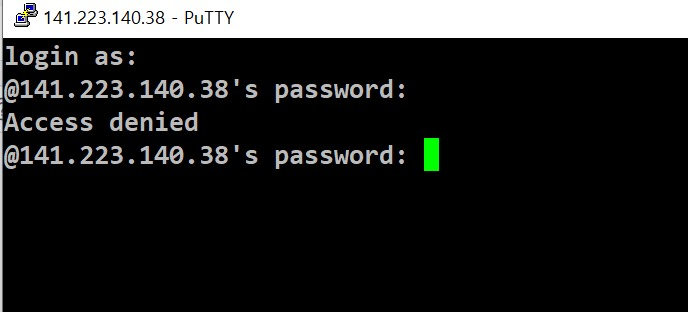 141.223.140.38 - PuTTY
login as:
@141.223.140.38's password:
Access denied
@141.223.140.38's password: